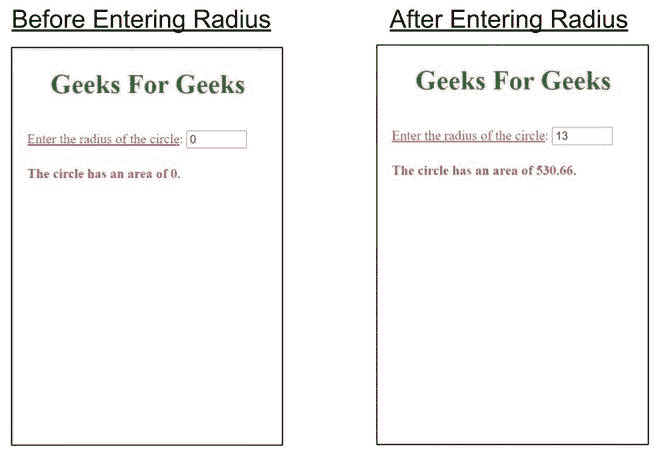 Before Entering Radius
Geeks For Geeks
Enter the radius of the circle: 0
The circle has an area of 0.
After Entering Radius
Geeks For Geeks
Enter the radius of the circle: 13
The circle has an area of 530.66.